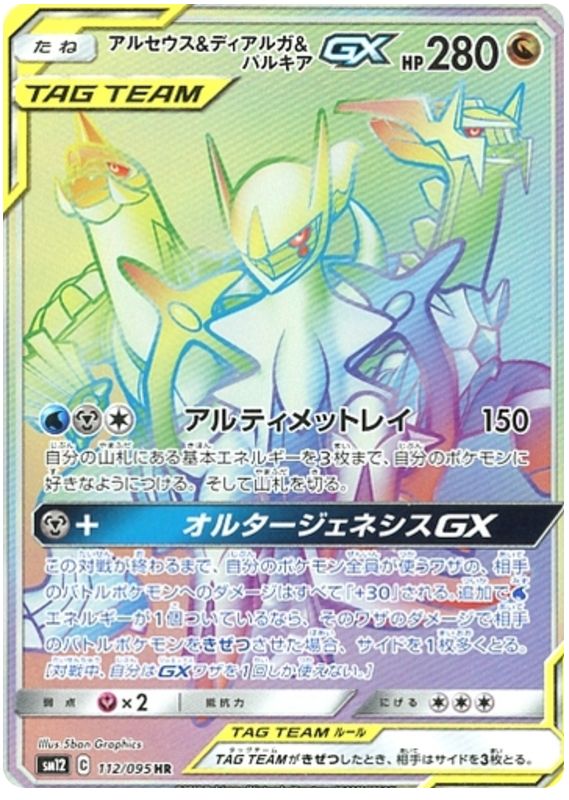 たね アルセウス&ディアルガ&
パルキア GX HP 280
TAG TEAM
アルティメットレイ 150
自分の山札にある基本エネルギーを3枚まで、自分のポケモンに
好きなようにつける。そして山札を切る。
+ オルタージェネシスGX
この対戦が終わるまで、自分のポケモン全員が使うワザの、相手
のバトルポケモンへのダメージはすべて「+30」される。追加で
エネルギーが1個ついているなら、そのワザのダメージで相手
のバトルポケモンをきぜつさせた場合、サイドを1枚多くとる。
[対戦中、自分はGXワザを1回しか使えない。]
弱点 ×2 抵抗力 にげる
TAG TEAM ルール
Illus. 5ban Graphics
TAG TEAMがきぜつしたとき、相手はサイドを3枚とる。
sm12 C 112/095 HR